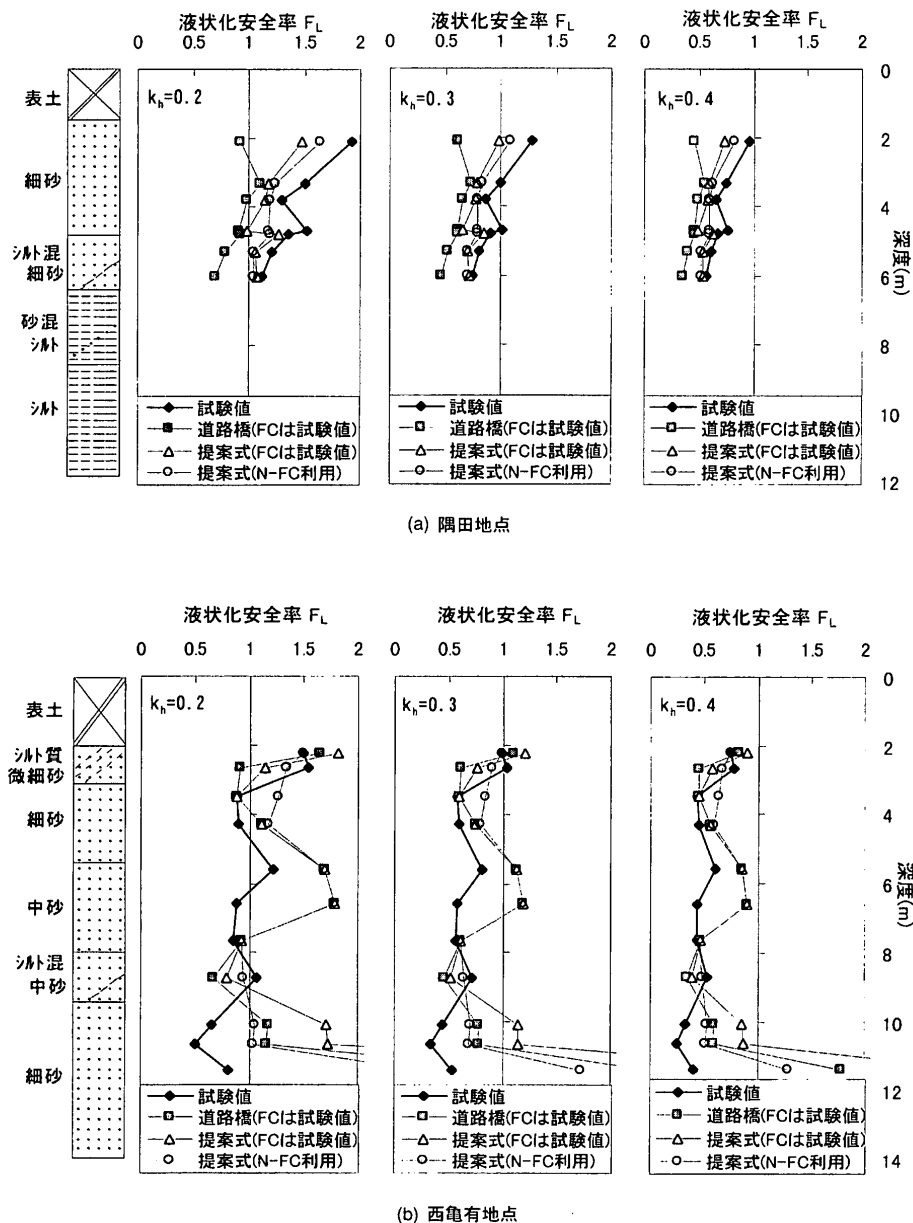 液状化安全率 FL
液状化安全率 FL
液状化安全率 FL
0 0.5 1 1.5 2
0 0.5 1 1.5 2
0 0.5 1 1.5 2
kh=0.2
kh=0.3
kh=0.4
表土
細砂
シルト混
細砂
砂混
シルト
シルト
0
2
4
6
8
10
12
深度(m)
試験値
道路橋(FCは試験値)
提案式(FCは試験値)
提案式(N-FC利用)
試験値
道路橋(FCは試験値)
提案式(FCは試験値)
提案式(N-FC利用)
試験値
道路橋(FCは試験値)
提案式(FCは試験値)
提案式(N-FC利用)
(a) 隅田地点
液状化安全率 FL
液状化安全率 FL
液状化安全率 FL
0 0.5 1 1.5 2
0 0.5 1 1.5 2
0 0.5 1 1.5 2
kh=0.2
kh=0.3
kh=0.4
表土
シルト質
微細砂
細砂
中砂
シルト混
中砂
細砂
0
2
4
6
8
10
12
14
深度(m)
試験値
道路橋(FCは試験値)
提案式(FCは試験値)
提案式(N-FC利用)
試験値
道路橋(FCは試験値)
提案式(FCは試験値)
提案式(N-FC利用)
試験値
道路橋(FCは試験値)
提案式(FCは試験値)
提案式(N-FC利用)
(b) 西亀有地点